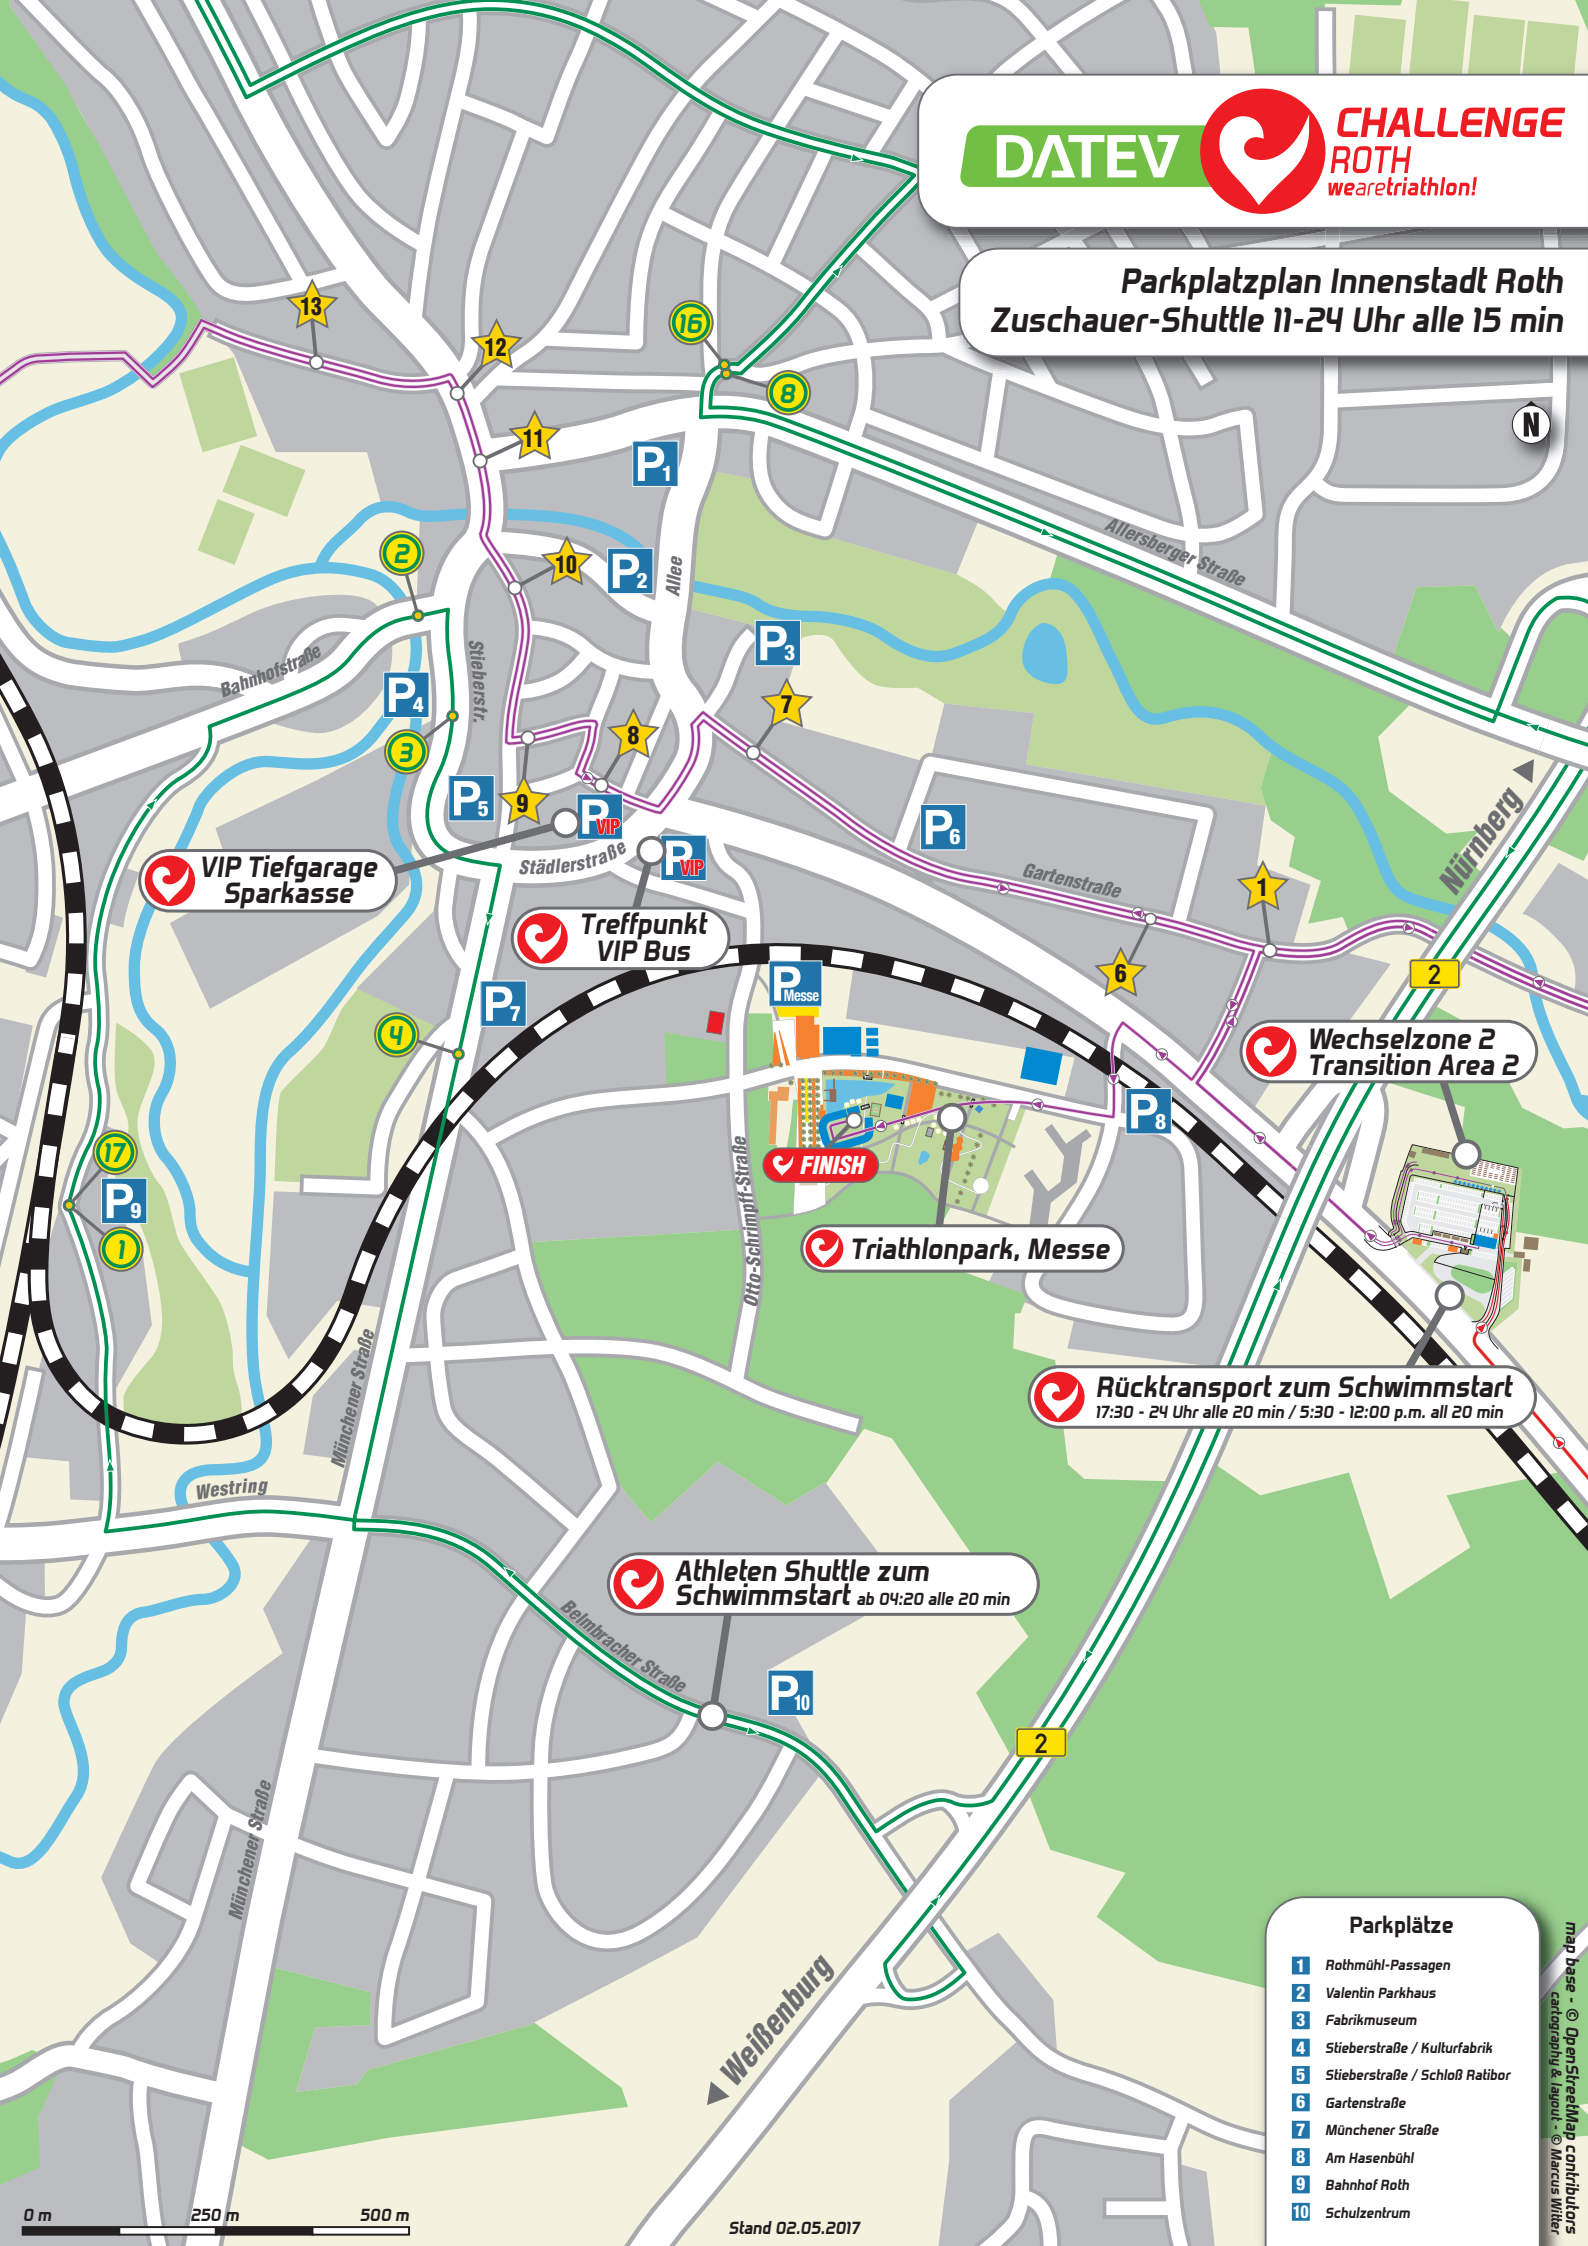 DATEV
CHALLENGE
ROTH
wearetriathlon!
Parkplatzplan Innenstadt Roth
Zuschauer-Shuttle 11-24 Uhr alle 15 min
N
13
12
16
8
11
P1
Allersberger Straße
2
10
P2
Allee
P3
Bahnhofstraße
Stieberstr.
P4
7
3
8
P5
9
PVIP
P6
Nürnberg
VIP Tiefgarage
Sparkasse
Städlerstraße
PVIP
Gartenstraße
1
Treffpunkt
VIP Bus
6
2
PMesse
P7
4
Wechselzone 2
Transition Area 2
P8
17
P9
1
FINISH
Otto-Schrimpff-Straße
Triathlonpark, Messe
Münchener Straße
Rücktransport zum Schwimmstart
17:30 - 24 Uhr alle 20 min / 5:30 - 12:00 p.m. all 20 min
Westring
Athleten Shuttle zum
Schwimmstart ab 04:20 alle 20 min
Belmbracher Straße
P10
2
Münchener Straße
Weißenburg
Parkplätze
1 Rothmühl-Passagen
2 Valentin Parkhaus
3 Fabrikmuseum
4 Stieberstraße / Kulturfabrik
5 Stieberstraße / Schloß Ratibor
6 Gartenstraße
7 Münchener Straße
8 Am Hasenbühl
9 Bahnhof Roth
10 Schulzentrum
map base - © OpenStreetMap contributors
cartography & layout - © Marcus Witter
0 m 250 m 500 m
Stand 02.05.2017